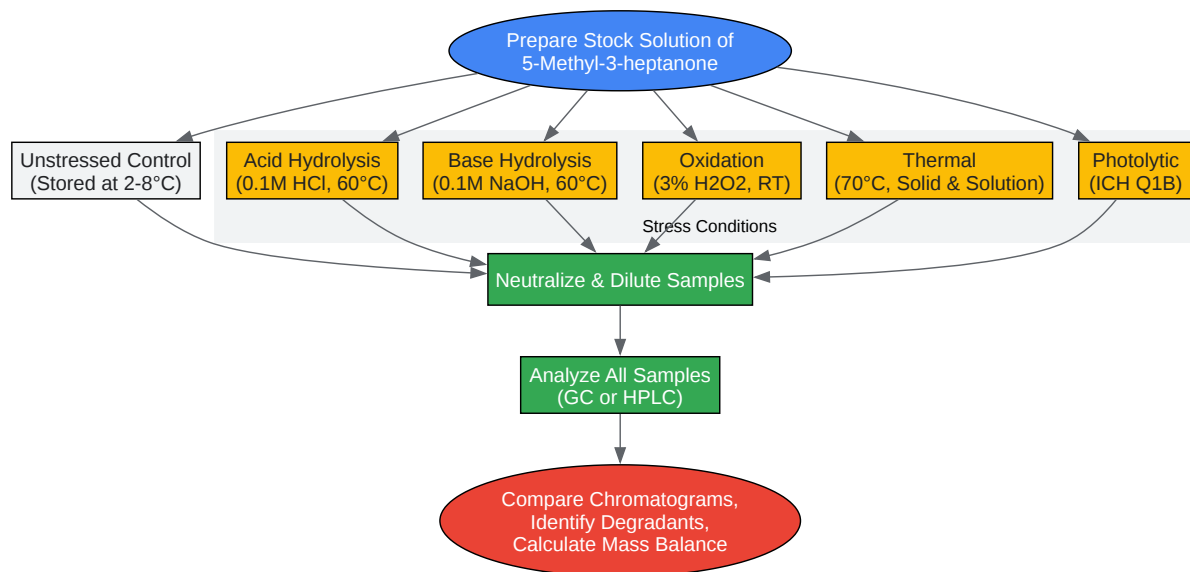 Prepare Stock Solution of
5-Methyl-3-heptanone
Unstressed Control
(Stored at 2-8°C)
Acid Hydrolysis
(0.1M HCl, 60°C)
Base Hydrolysis
(0.1M NaOH, 60°C)
Oxidation
(3% H2O2, RT)
Thermal
(70°C, Solid & Solution)
Photolytic
(ICH Q1B)
Stress Conditions
Neutralize & Dilute Samples
Analyze All Samples
(GC or HPLC)
Compare Chromatograms,
Identify Degradants,
Calculate Mass Balance